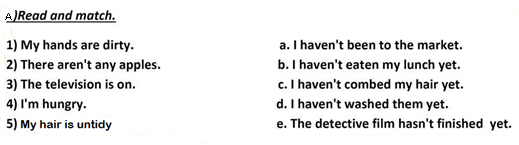 A)Read and match.
1) My hands are dirty. a. I haven't been to the market.
2) There aren't any apples. b. I haven't eaten my lunch yet.
3) The television is on. c. I haven't combed my hair yet.
4) I'm hungry. d. I haven't washed them yet.
5) My hair is untidy e. The detective film hasn't finished yet.